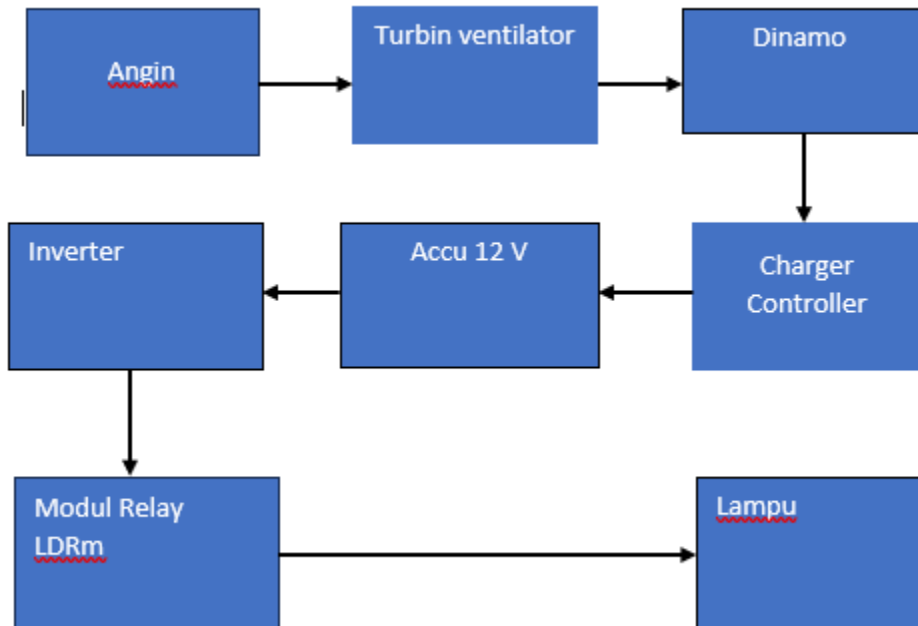 Angin
Turbin ventilator
Dinamo
Inverter
Accu 12 V
Charger
Controller
Modul Relay
LDRm
Lampu